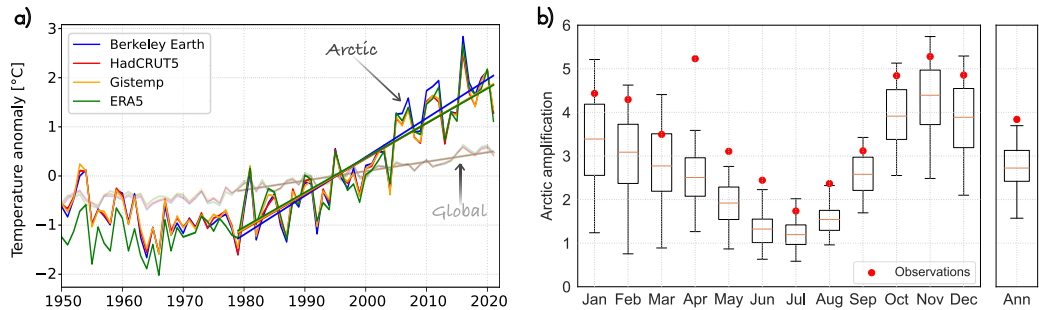 a)
Temperature anomaly [°C]
3
2
1
0
−1
−2
Berkeley Earth
HadCRUT5
Gistemp
ERA5
Arctic
Global
1950 1960 1970 1980 1990 2000 2010 2020
b)
Arctic amplification
6
5
4
3
2
1
0
Observations
Jan Feb Mar Apr May Jun Jul Aug Sep Oct Nov Dec
Ann